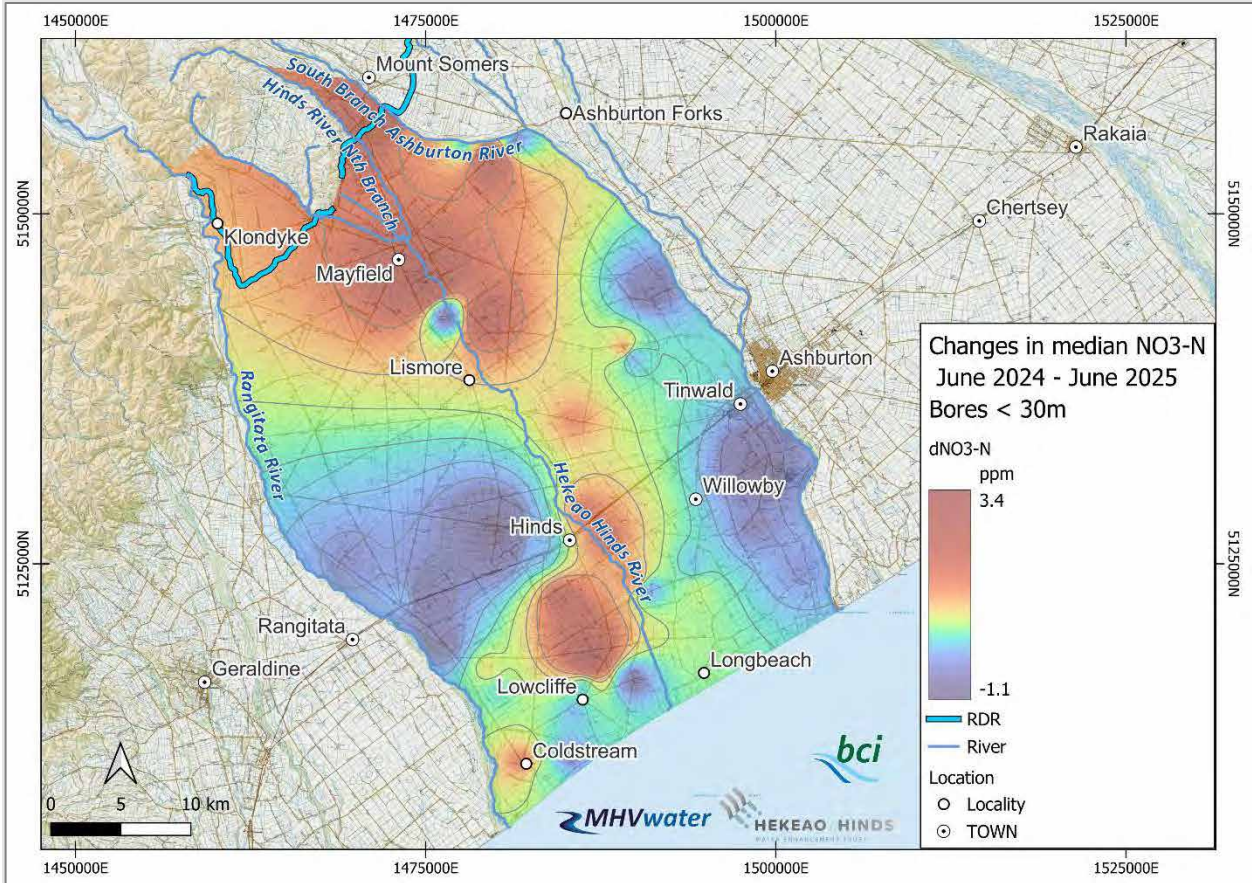 1450000E
1475000E
1500000E
1525000E
Mount Somers
South Branch Ashburton River
Hinds River Nth Branch
Ashburton Forks
Rakaia
5150000N
5150000N
Chertsey
Klondyke
Mayfield
Lismore
Ashburton
Tinwald
Rangitata River
Hekeao Hinds River
Willowby
Hinds
5125000N
5125000N
Rangitata
Geraldine
Longbeach
Lowcliffe
Coldstream
Changes in median NO3-N
June 2024 - June 2025
Bores < 30m
dNO3-N
ppm
3.4
-1.1
RDR
River
Location
Locality
TOWN
bci
0 5 10 km
MHVwater
HEKEAO HINDS
WATER ENHANCEMENT TRUST
1450000E
1475000E
1500000E
1525000E